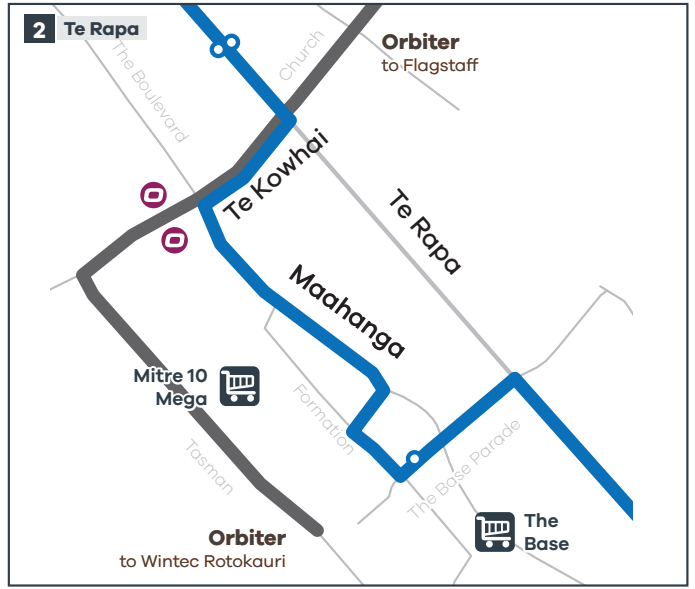 2 Te Rapa
The Boulevard
Church
Orbiter
to Flagstaff
Te Kowhai
Te Rapa
Maahanga
Mitre 10
Mega
Formation
Tasman
The Base Parade
The
Base
Orbiter
to Wintec Rotokauri